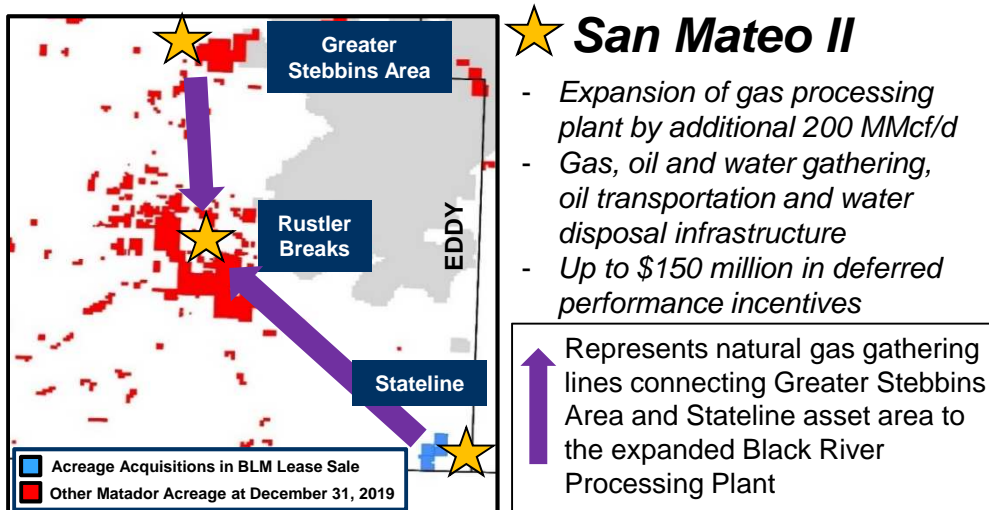 Greater
Stebbins Area
Rustler
Breaks
EDDY
Stateline
Acreage Acquisitions in BLM Lease Sale
Other Matador Acreage at December 31, 2019
San Mateo II
- Expansion of gas processing
plant by additional 200 MMcf/d
- Gas, oil and water gathering,
oil transportation and water
disposal infrastructure
- Up to $150 million in deferred
performance incentives
Represents natural gas gathering
lines connecting Greater Stebbins
Area and Stateline asset area to
the expanded Black River
Processing Plant